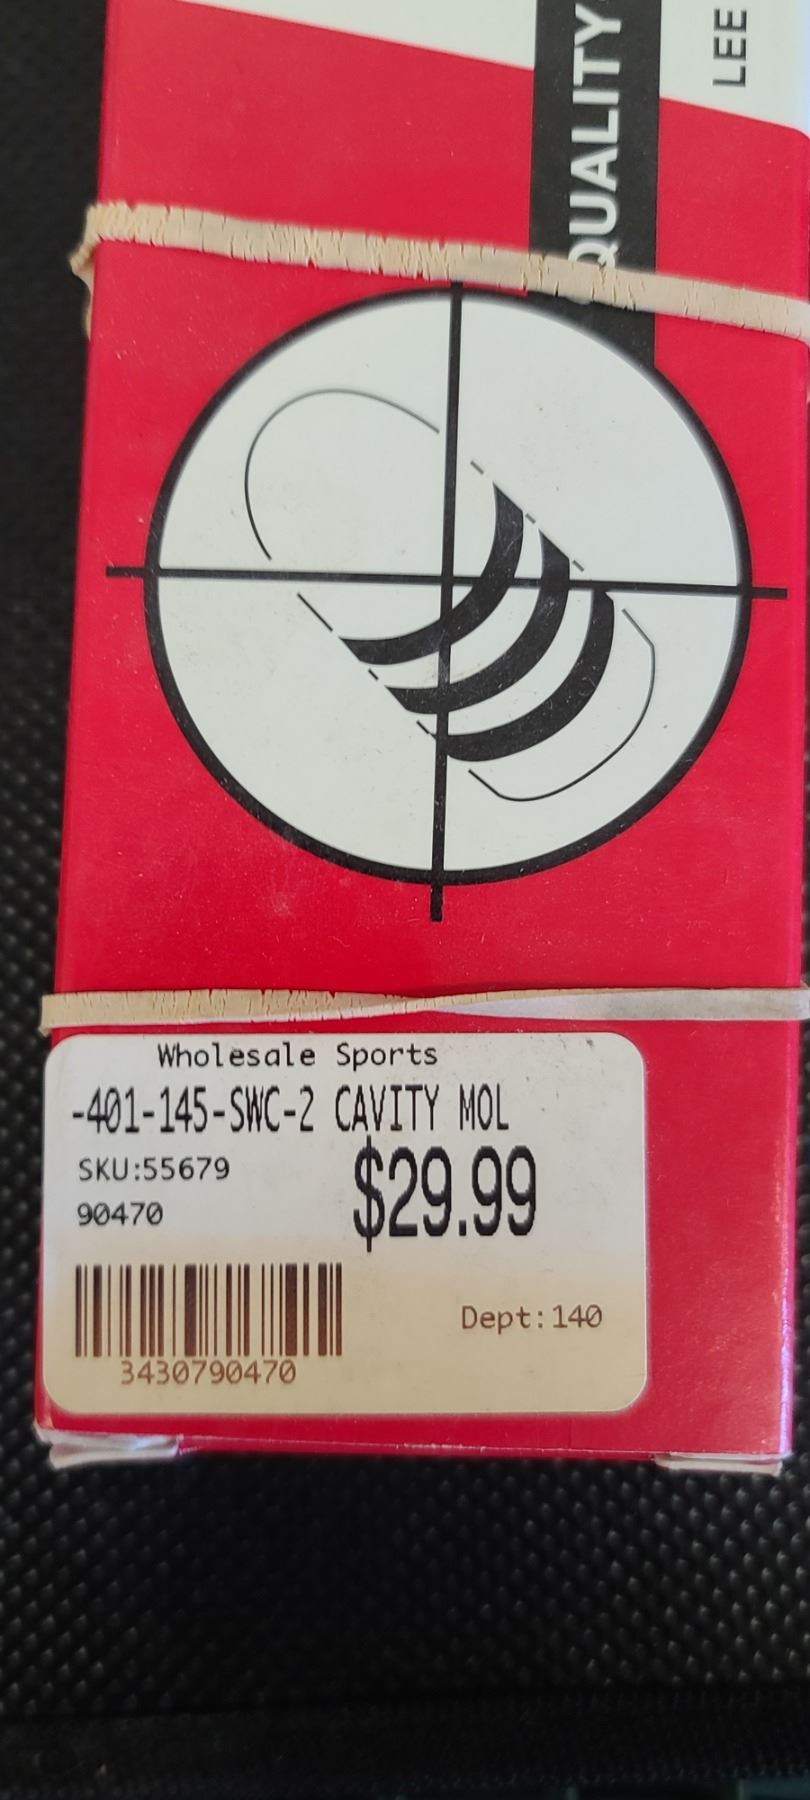 QUALITY
LEE
Wholesale Sports
-401-145-SWC-2 CAVITY MOL
SKU:55679
$29.99
90470
Dept:140
3430790470